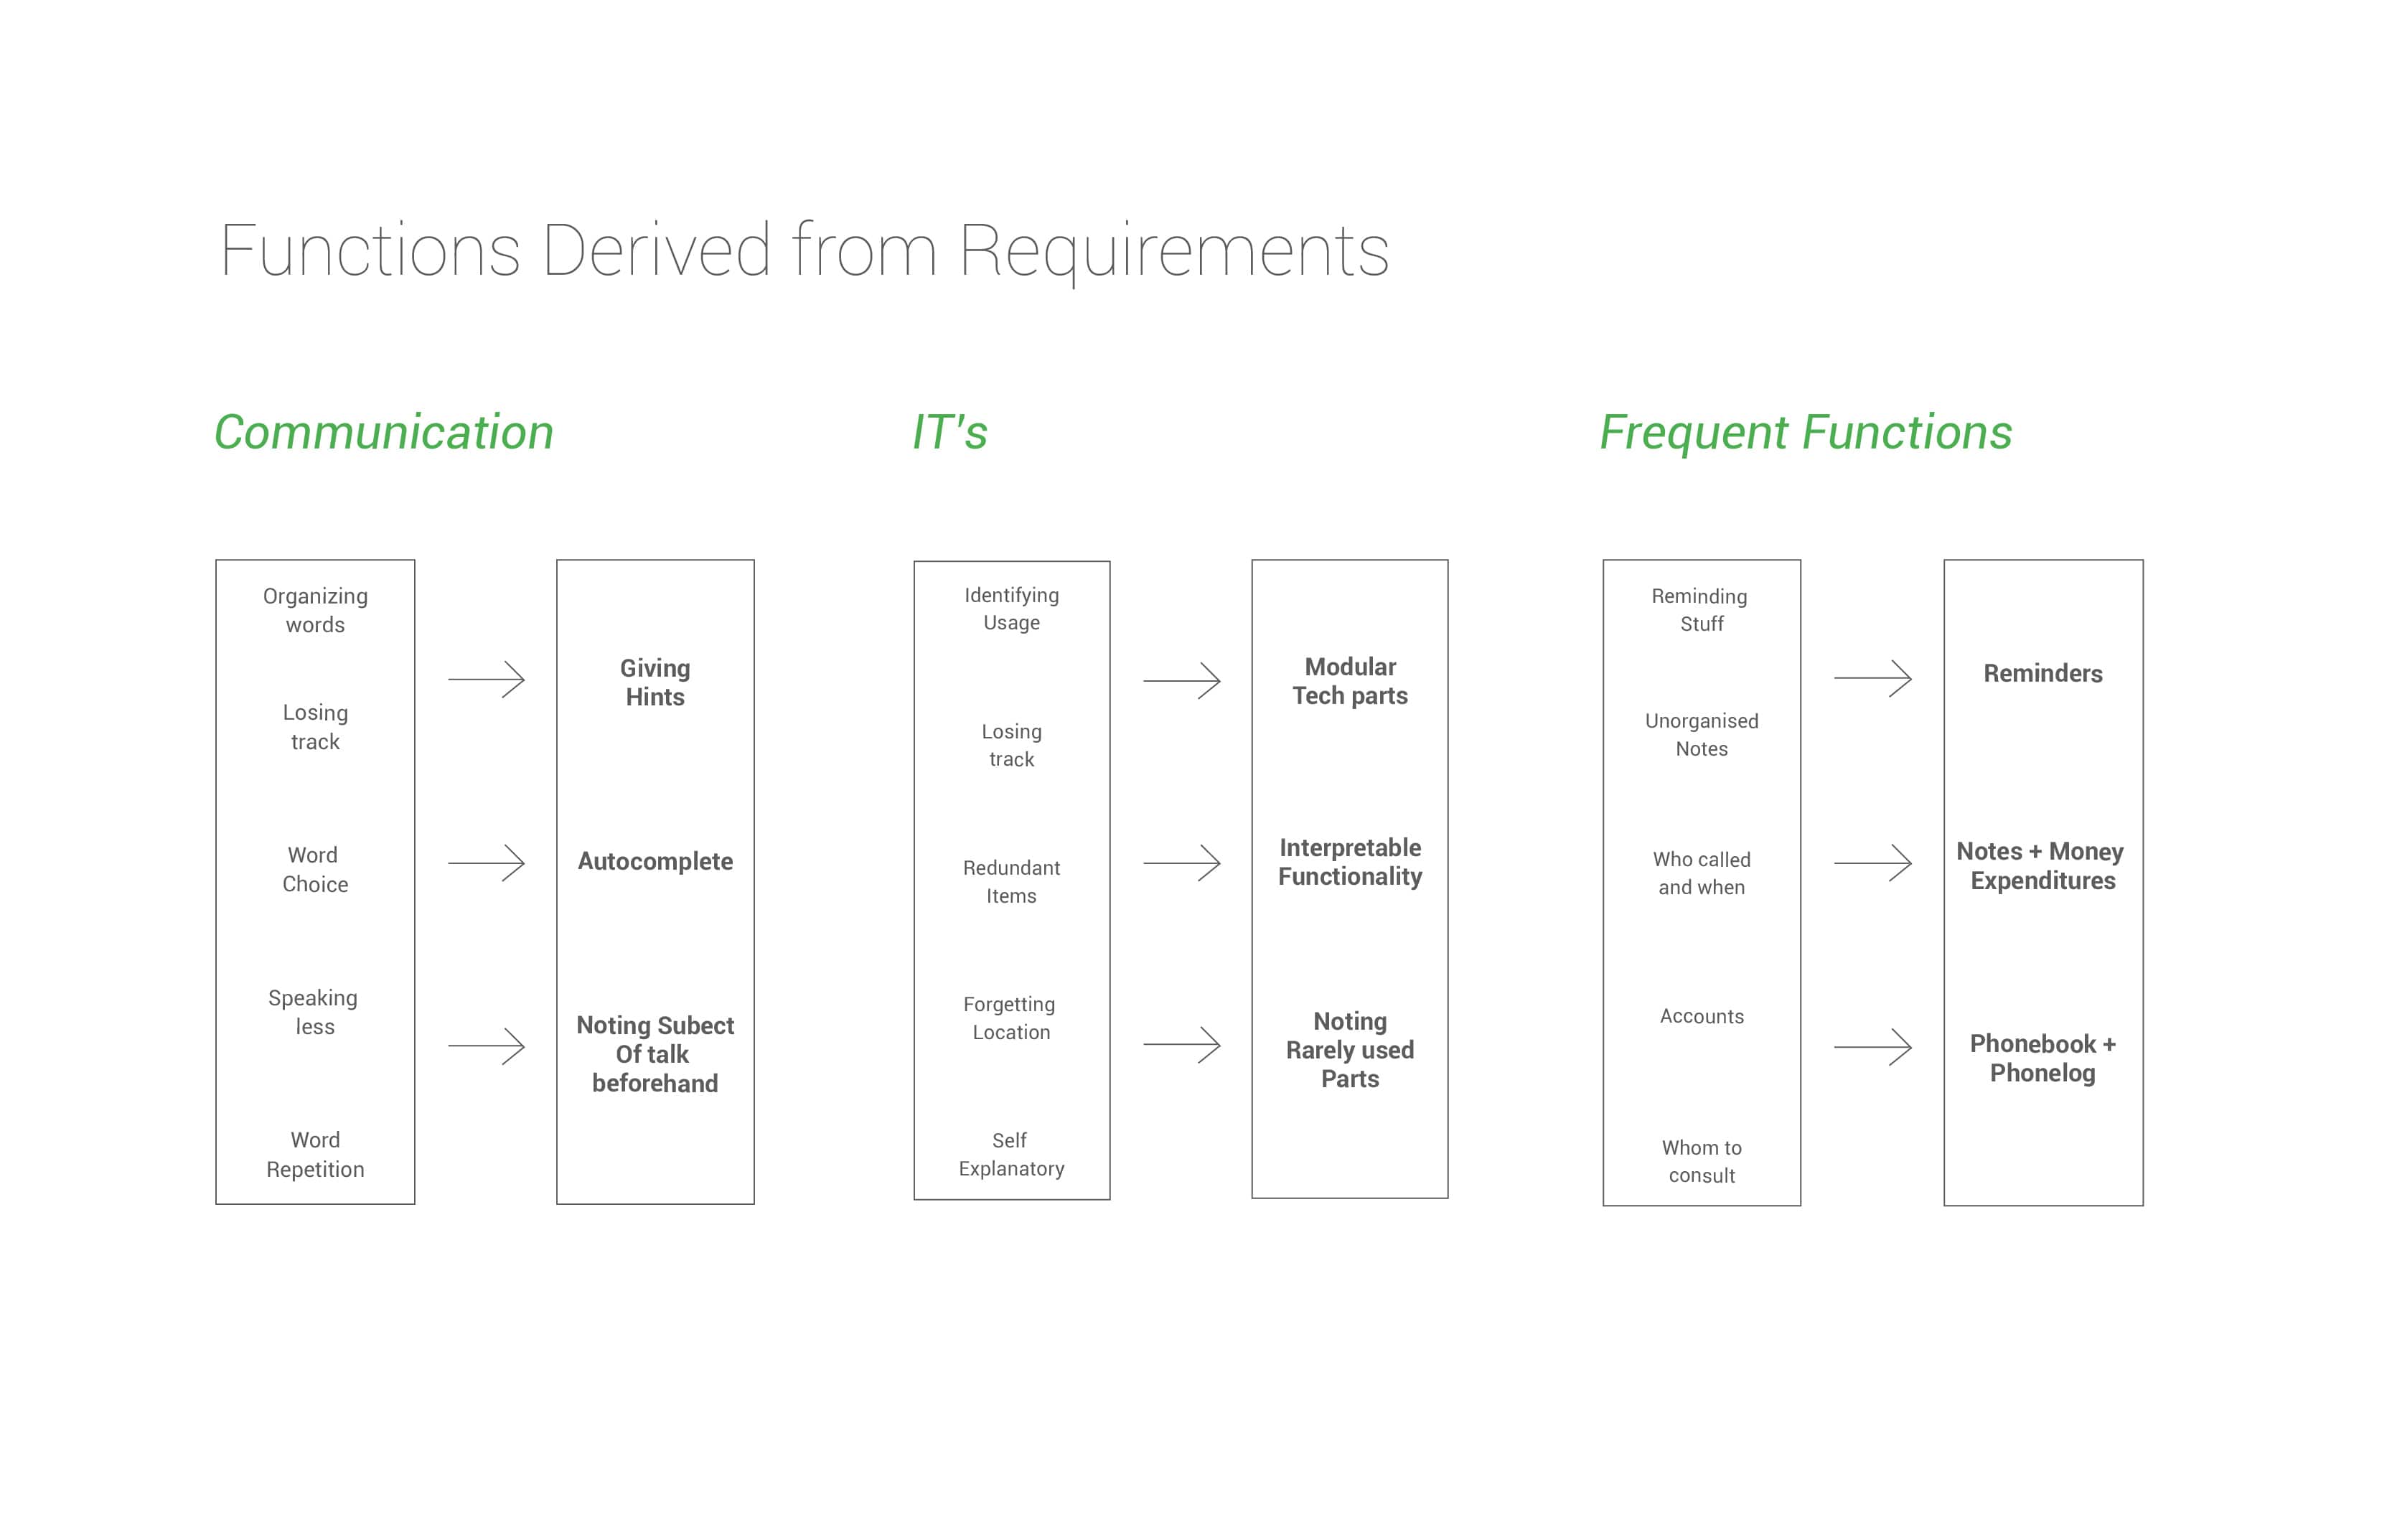 Functions Derived from Requirements
Communication
Organizing
words
Losing
track
Word
Choice
Speaking
less
Word
Repetition
Giving
Hints
Autocomplete
Noting Subect
Of talk
beforehand
IT's
Identifying
Usage
Losing
track
Redundant
Items
Forgetting
Location
Self
Explanatory
Modular
Tech parts
Interpretable
Functionality
Noting
Rarely used
Parts
Frequent Functions
Reminding
Stuff
Unorganised
Notes
Who called
and when
Accounts
Whom to
consult
Reminders
Notes + Money
Expenditures
Phonebook +
Phonelog